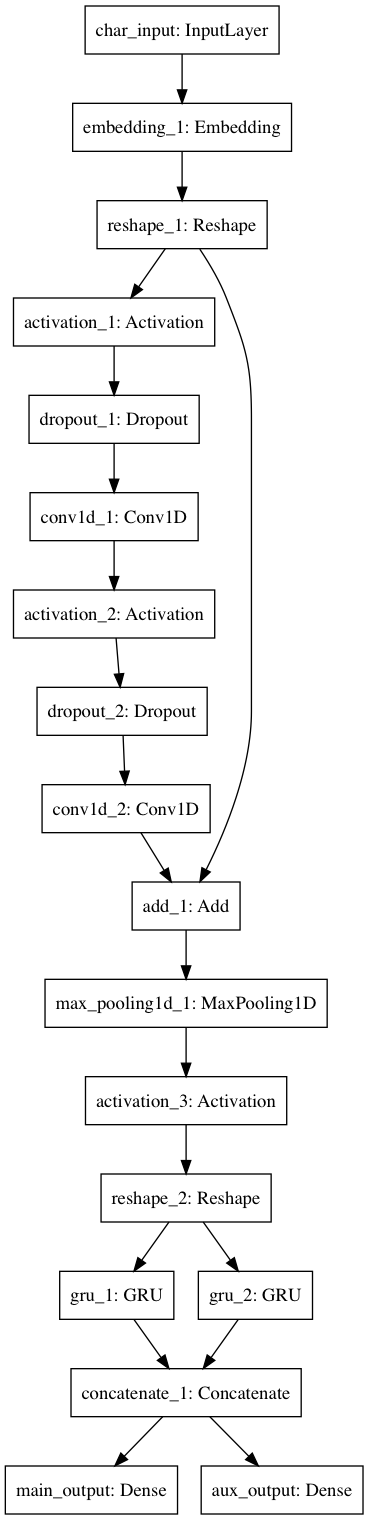 char_input: InputLayer
embedding_1: Embedding
reshape_1: Reshape
activation_1: Activation
dropout_1: Dropout
conv1d_1: Conv1D
activation_2: Activation
dropout_2: Dropout
conv1d_2: Conv1D
add_1: Add
max_pooling1d_1: MaxPooling1D
activation_3: Activation
reshape_2: Reshape
gru_1: GRU
gru_2: GRU
concatenate_1: Concatenate
main_output: Dense
aux_output: Dense